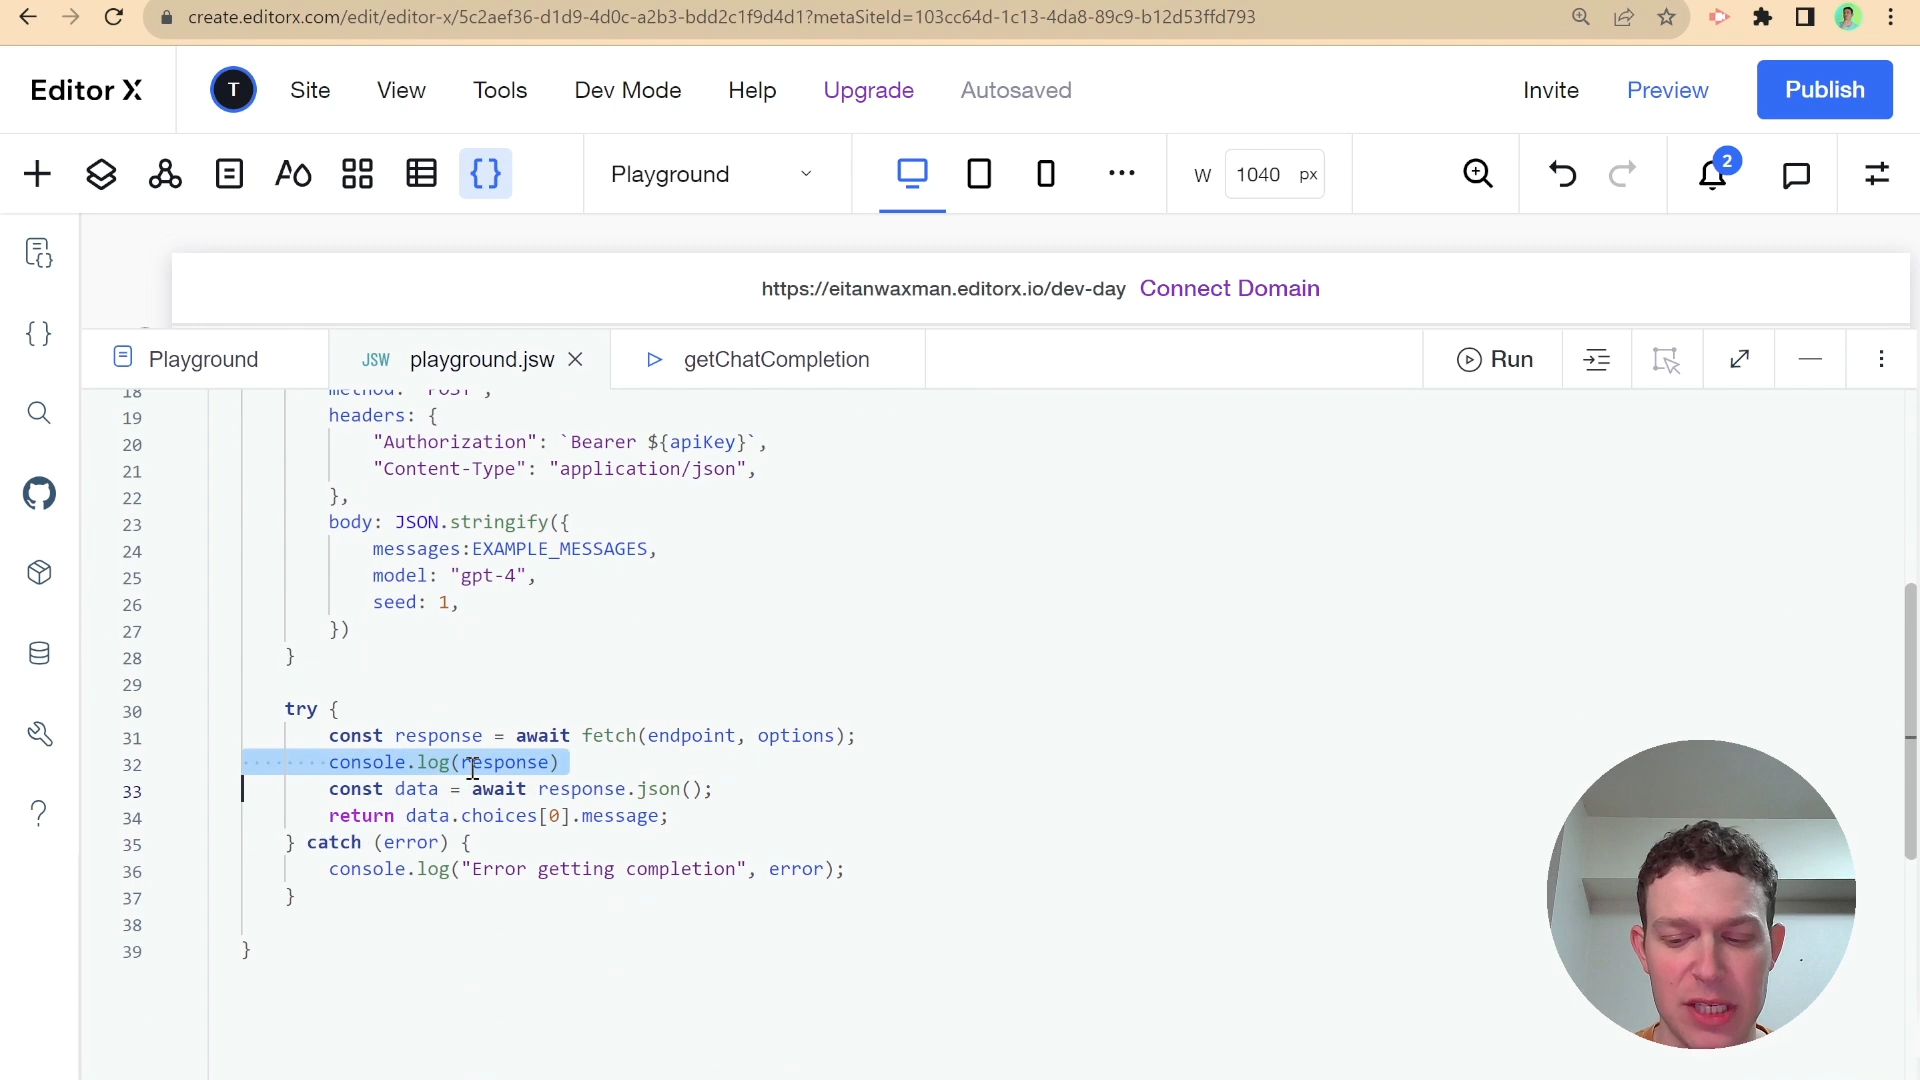 create.editorx.com/edit/editor-x/5c2aef36-d1d9-4d0c-a2b3-bdd2c1f9d4d1?metaSiteId=103cc64d-1c13-4da8-89c9-b12d53ffd793
Editor X
T
Site
View
Tools
Dev Mode
Help
Upgrade
Autosaved
Invite
Preview
Publish
Playground
W 1040 px
2
https://eitanwaxman.editorx.io/dev-day Connect Domain
Playground
JSW playground.jsw
getChatCompletion
Run
18 method: "POST",
19 headers: {
20 "Authorization": `Bearer ${apiKey}`,
21 "Content-Type": "application/json",
22 },
23 body: JSON.stringify({
24 messages:EXAMPLE_MESSAGES,
25 model: "gpt-4",
26 seed: 1,
27 })
28 }
29
30 try {
31 const response = await fetch(endpoint, options);
32 console.log(response)
33 const data = await response.json();
34 return data.choices[0].message;
35 } catch (error) {
36 console.log("Error getting completion", error);
37 }
38
39 }